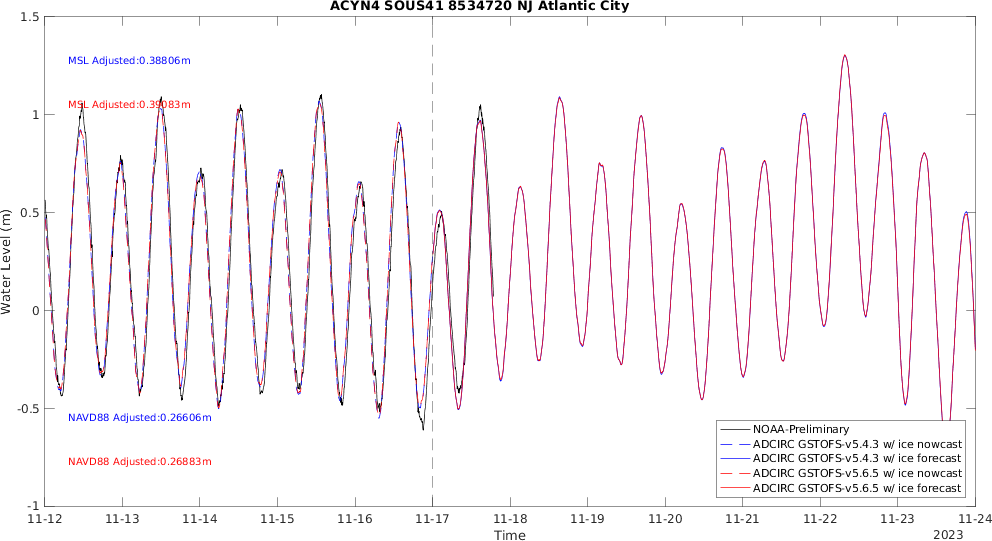 ACYN4 SOUS41 8534720 NJ Atlantic City
1.5
1
0.5
0
-0.5
-1
Water Level (m)
MSL Adjusted:0.38806m
MSL Adjusted:0.39083m
NAVD88 Adjusted:0.26606m
NAVD88 Adjusted:0.26883m
NOAA-Preliminary
ADCIRC GSTOFS-v5.4.3 w/ ice nowcast
ADCIRC GSTOFS-v5.4.3 w/ ice forecast
ADCIRC GSTOFS-v5.6.5 w/ ice nowcast
ADCIRC GSTOFS-v5.6.5 w/ ice forecast
11-12 11-13 11-14 11-15 11-16 11-17 11-18 11-19 11-20 11-21 11-22 11-23 11-24
Time
2023